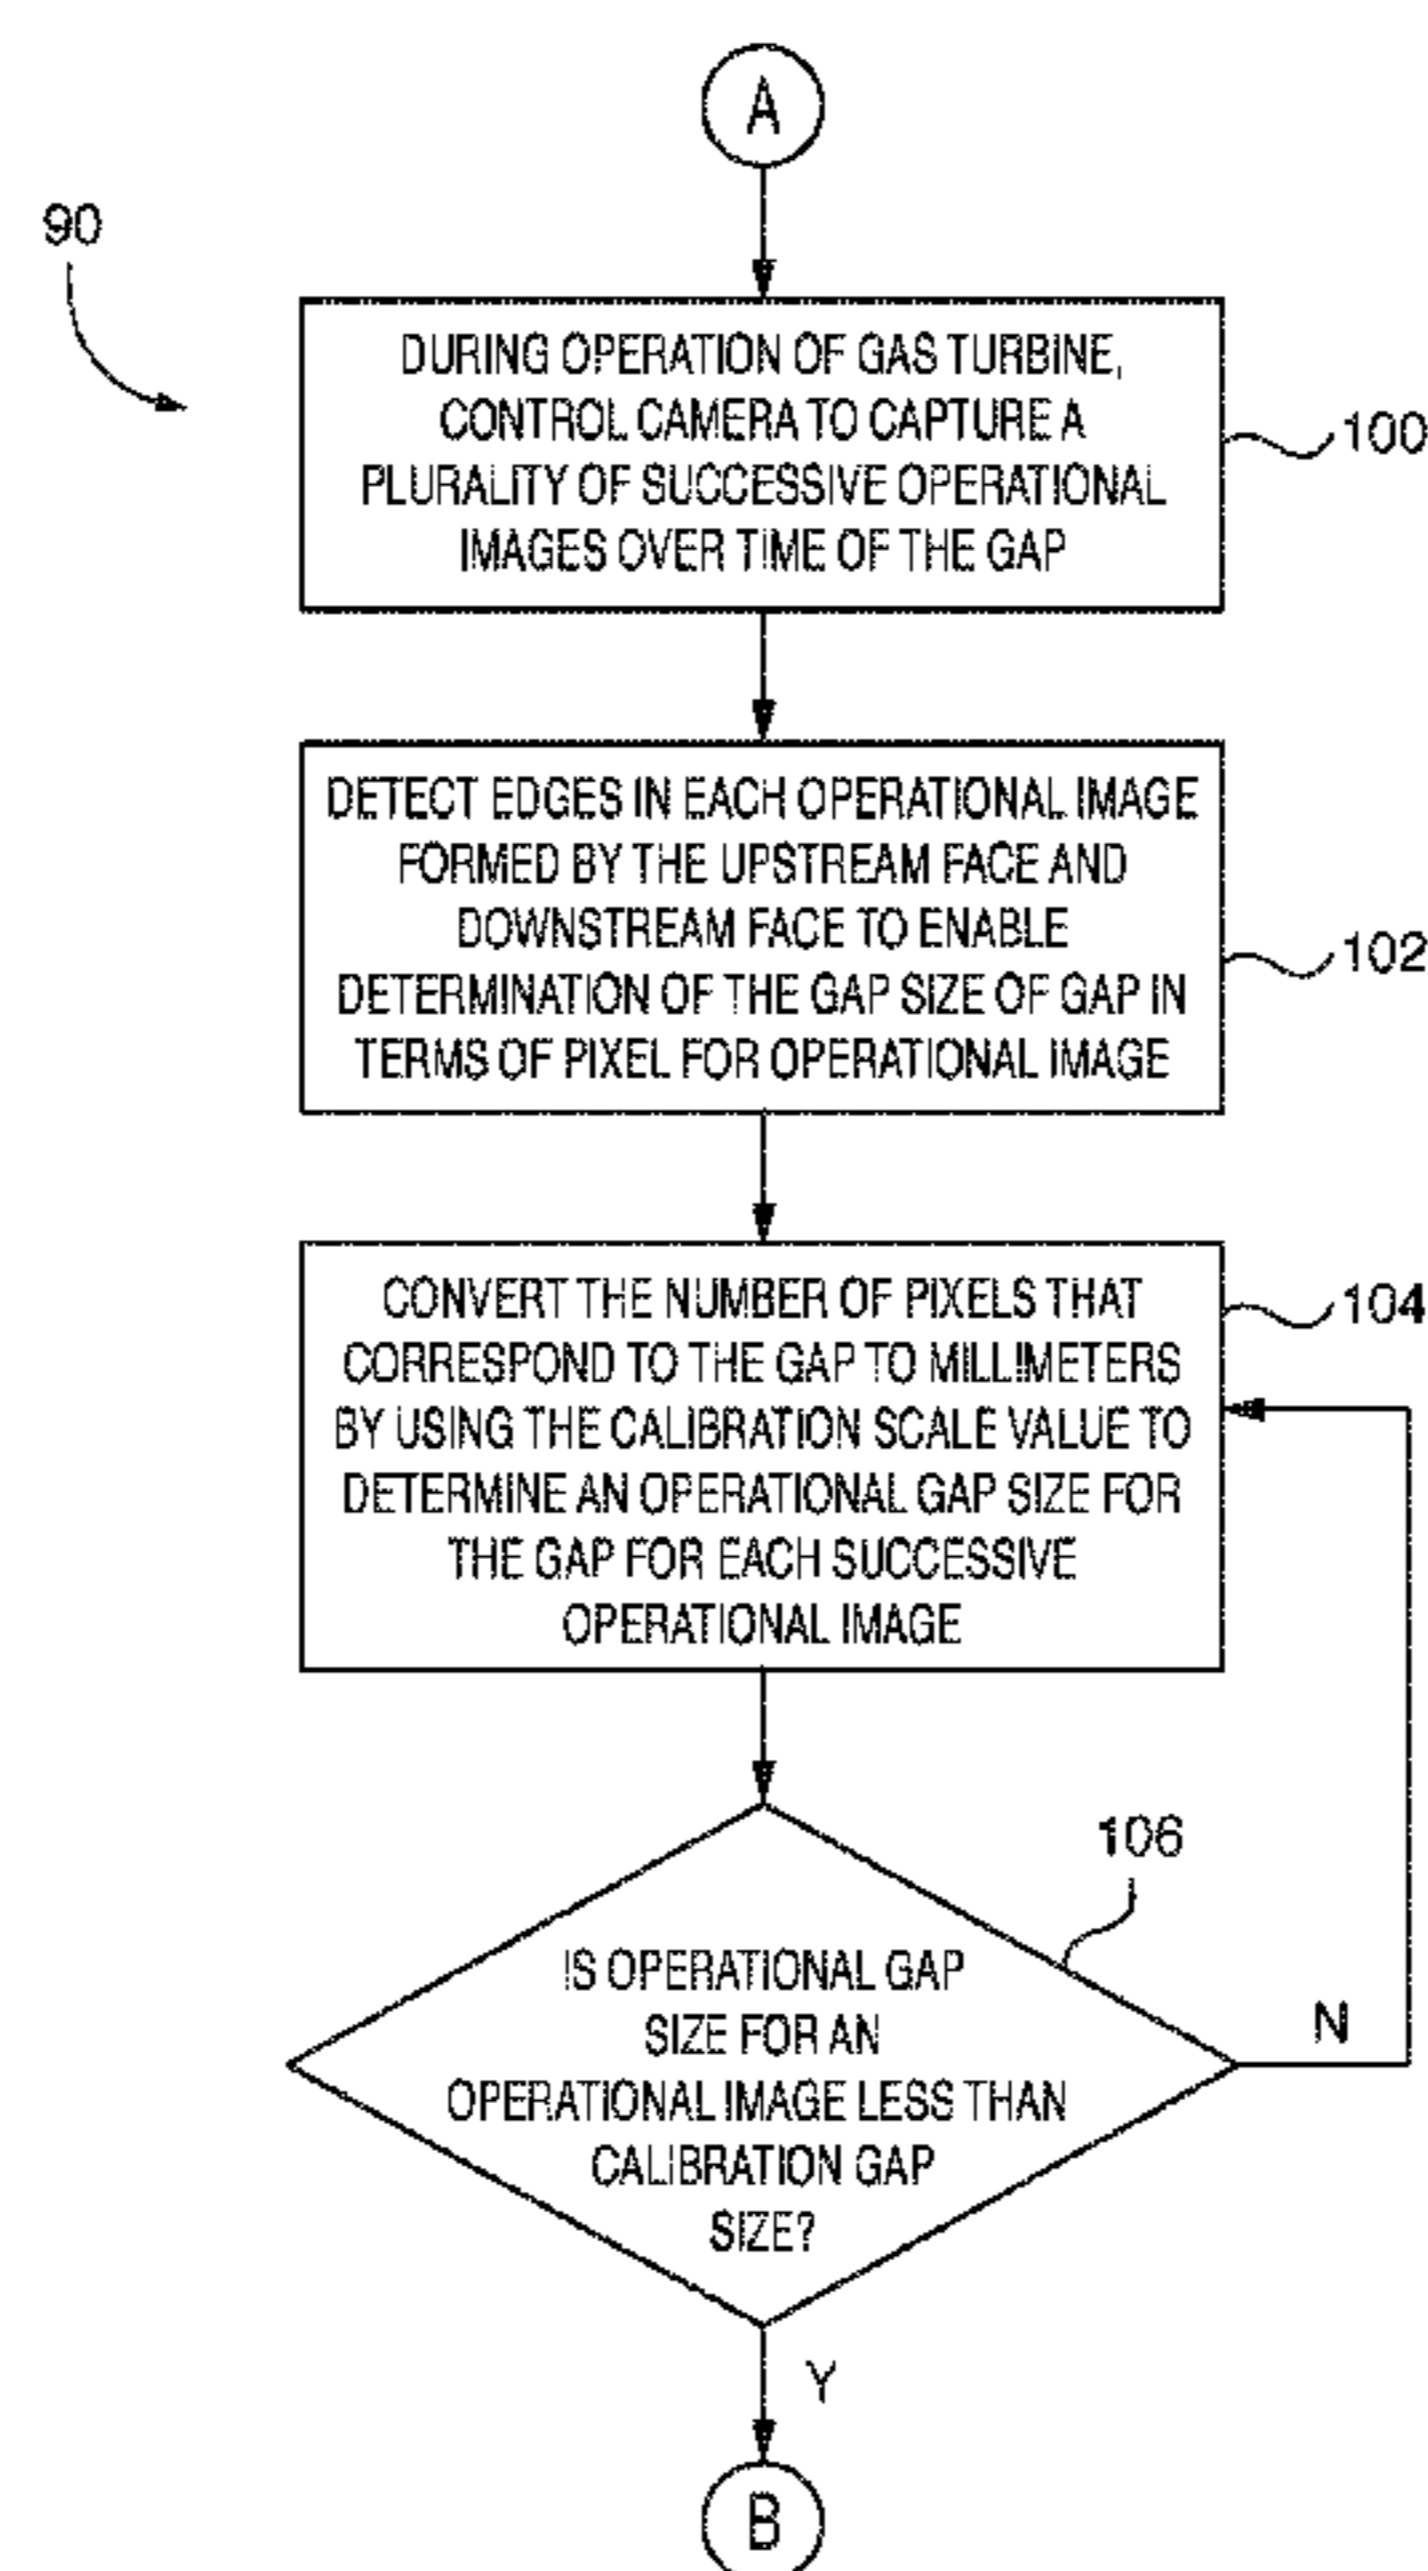 A
90
DURING OPERATION OF GAS TURBINE,
CONTROL CAMERA TO CAPTURE A
PLURALITY OF SUCCESSIVE OPERATIONAL
IMAGES OVER TIME OF THE GAP
100
DETECT EDGES IN EACH OPERATIONAL IMAGE
FORMED BY THE UPSTREAM FACE AND
DOWNSTREAM FACE TO ENABLE
DETERMINATION OF THE GAP SIZE OF GAP IN
TERMS OF PIXEL FOR OPERATIONAL IMAGE
102
CONVERT THE NUMBER OF PIXELS THAT
CORRESPOND TO THE GAP TO MILLIMETERS
BY USING THE CALIBRATION SCALE VALUE TO
DETERMINE AN OPERATIONAL GAP SIZE FOR
THE GAP FOR EACH SUCCESSIVE
OPERATIONAL IMAGE
104
106
IS OPERATIONAL GAP
SIZE FOR AN
OPERATIONAL IMAGE LESS THAN
CALIBRATION GAP
SIZE?
N
Y
B